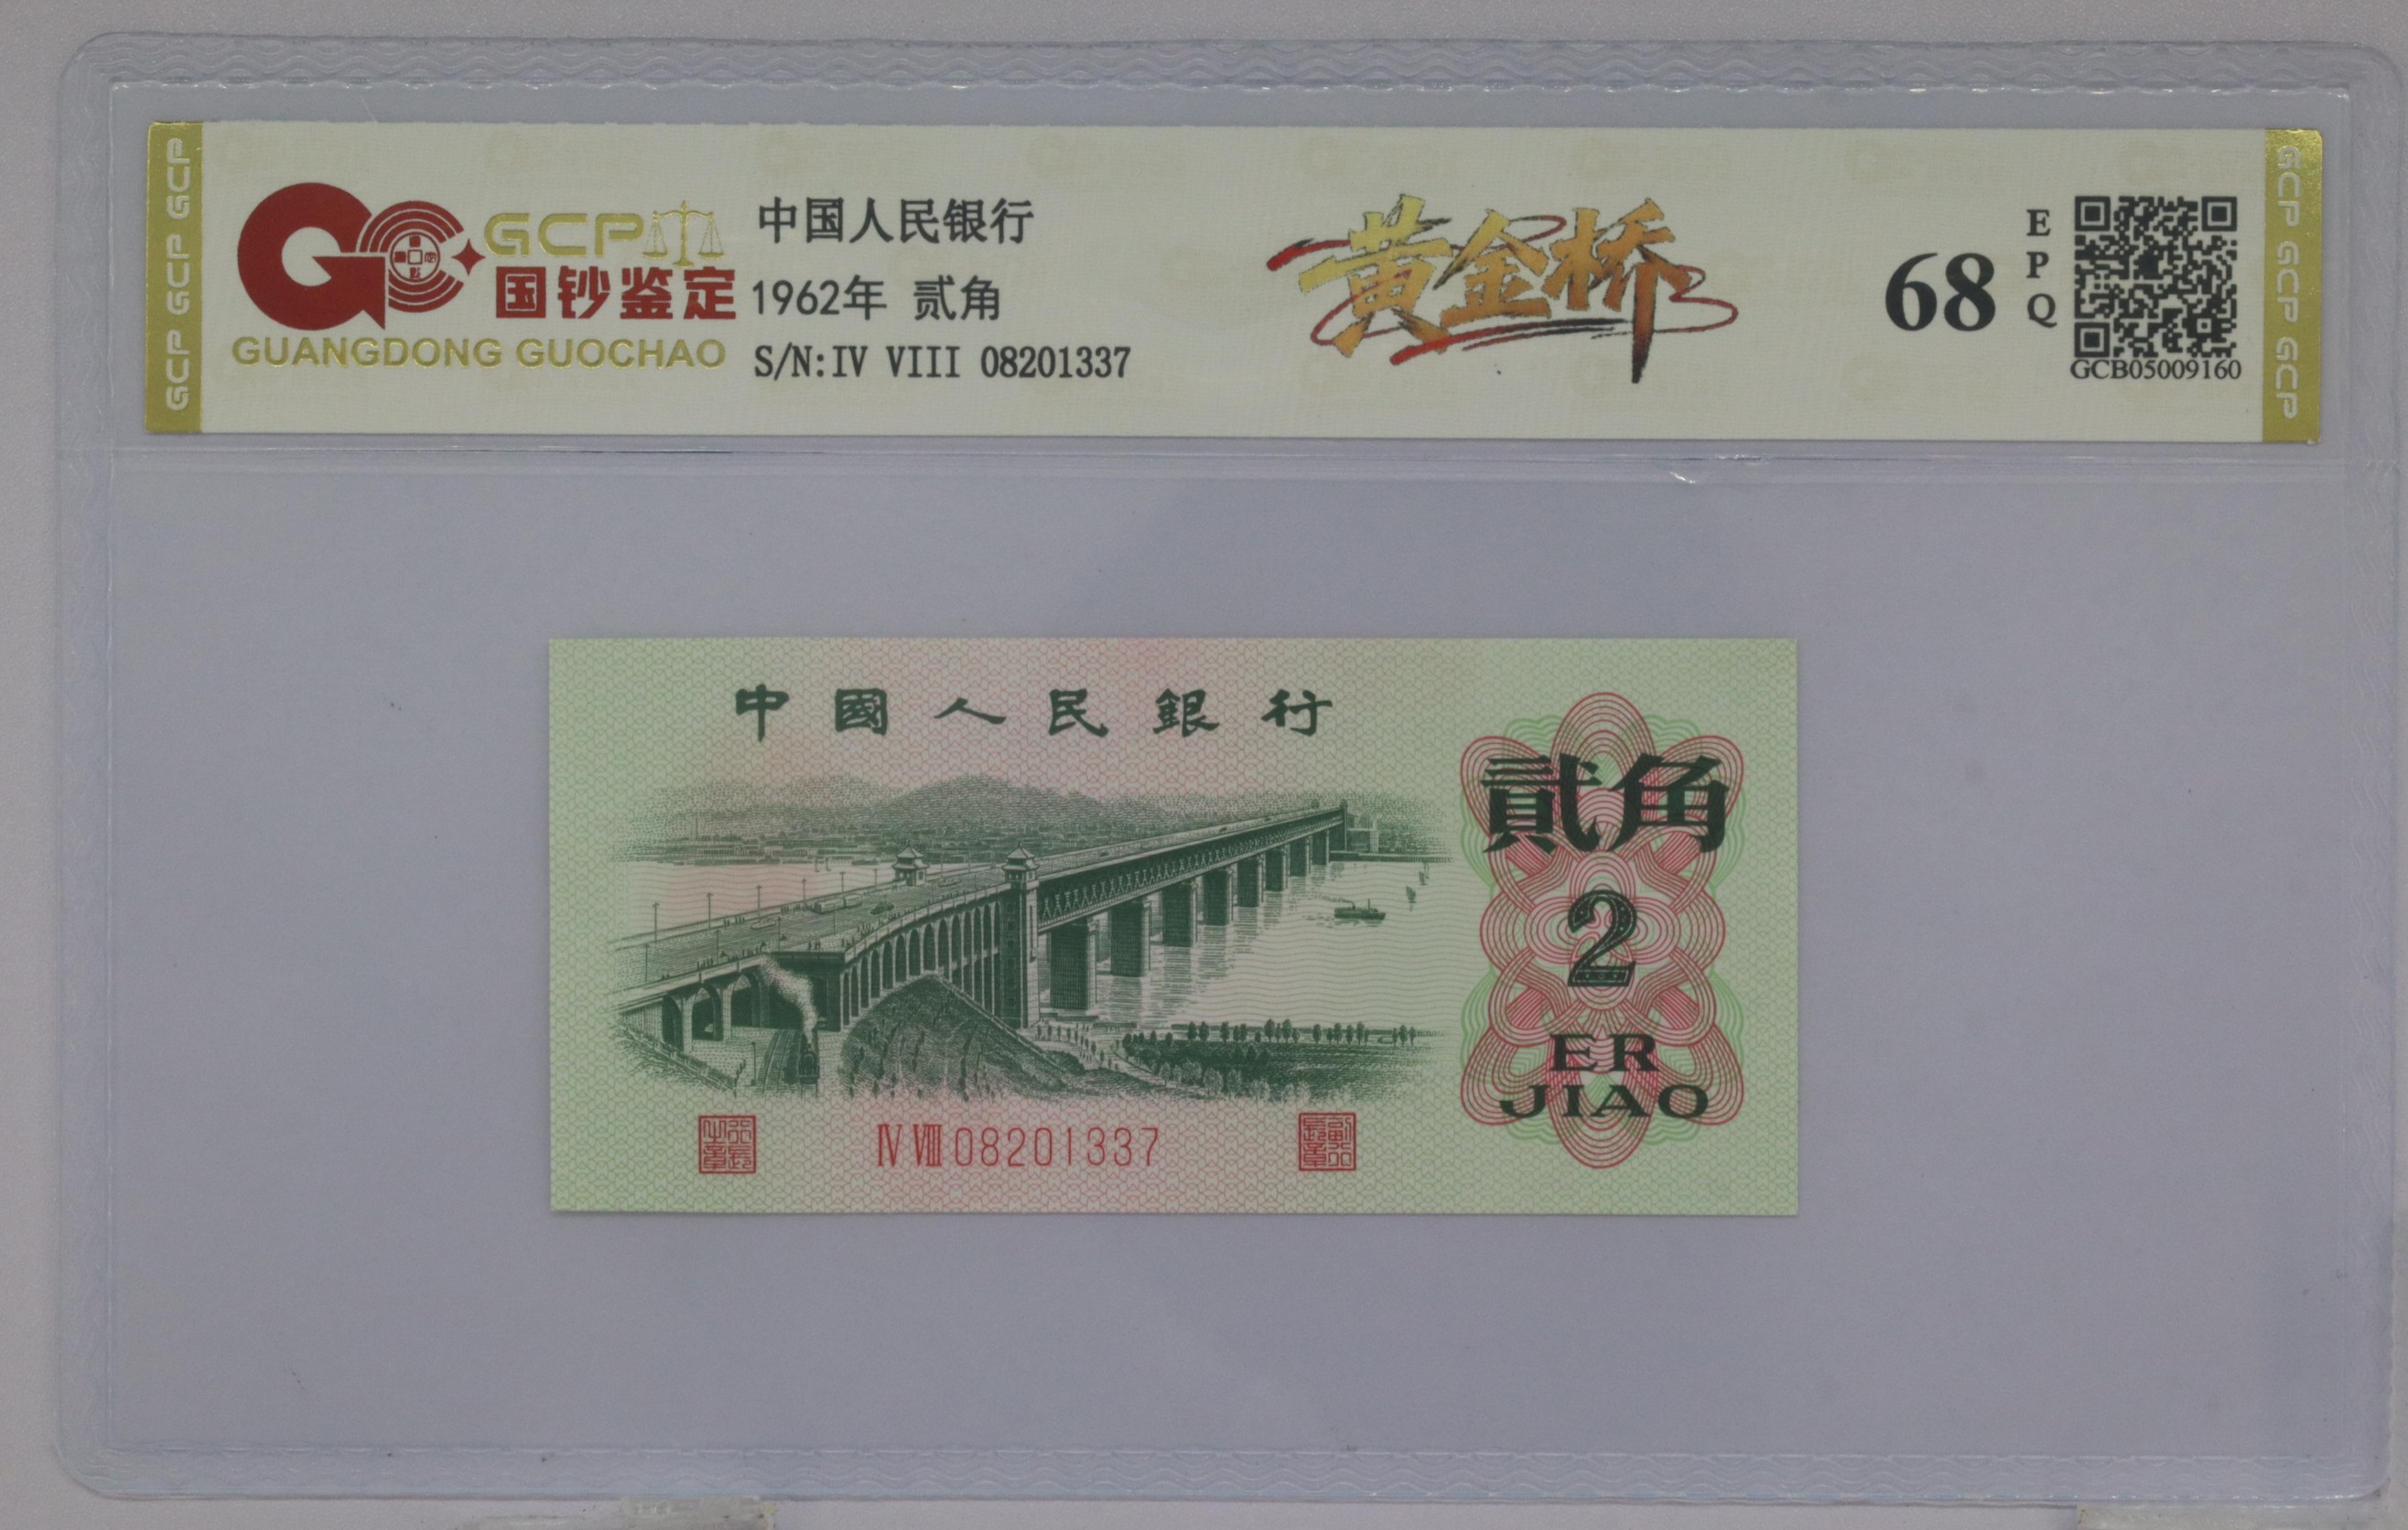 GCP GCP GCP
GCP
国钞鉴定
GUANGDONG GUOCHAO
中国人民银行
1962年 贰角
S/N:IV VIII 08201337
黄金桥
68
EPQ
GCB05009160
GCP GCP GCP
中國人民銀行
貳角
2
ER
JIAO
IV VIII 08201337